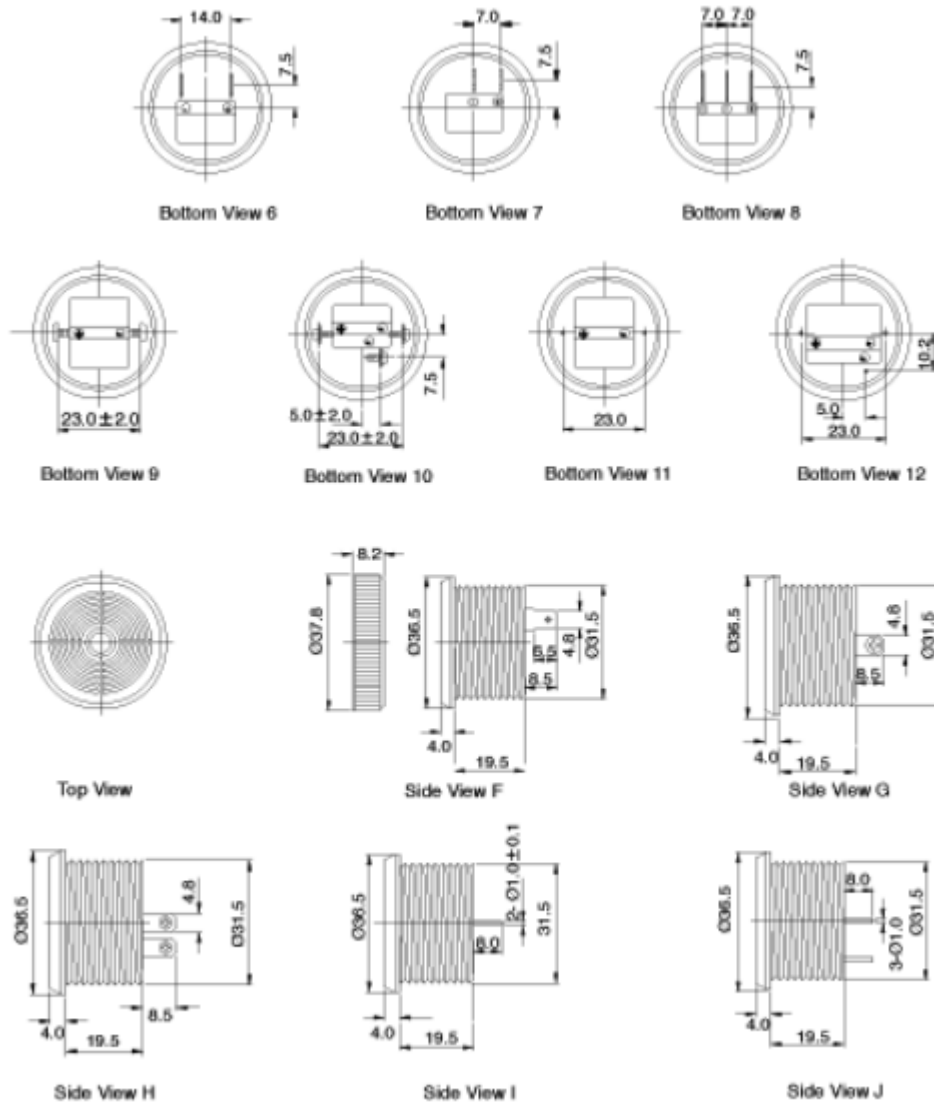 14.0
7.5
7.0
7.5
7.0 7.0
7.5
Bottom View 6
Bottom View 7
Bottom View 8
23.0±2.0
Bottom View 9
5.0±2.0
23.0±2.0
7.5
Bottom View 10
23.0
Bottom View 11
5.0
23.0
10.2
Bottom View 12
Top View
8.2
Ø37.8
Ø36.5
4.8
Ø31.5
4.0
19.5
Side View F
Ø36.5
4.8
Ø31.5
4.0
19.5
Side View G
Ø36.5
4.8
Ø31.5
4.0
8.5
19.5
Side View H
Ø36.5
2- Ø1.0±0.1
8.0
31.5
4.0
19.5
Side View I
Ø36.5
8.0
3-Ø1.0
Ø31.5
4.0
19.5
Side View J